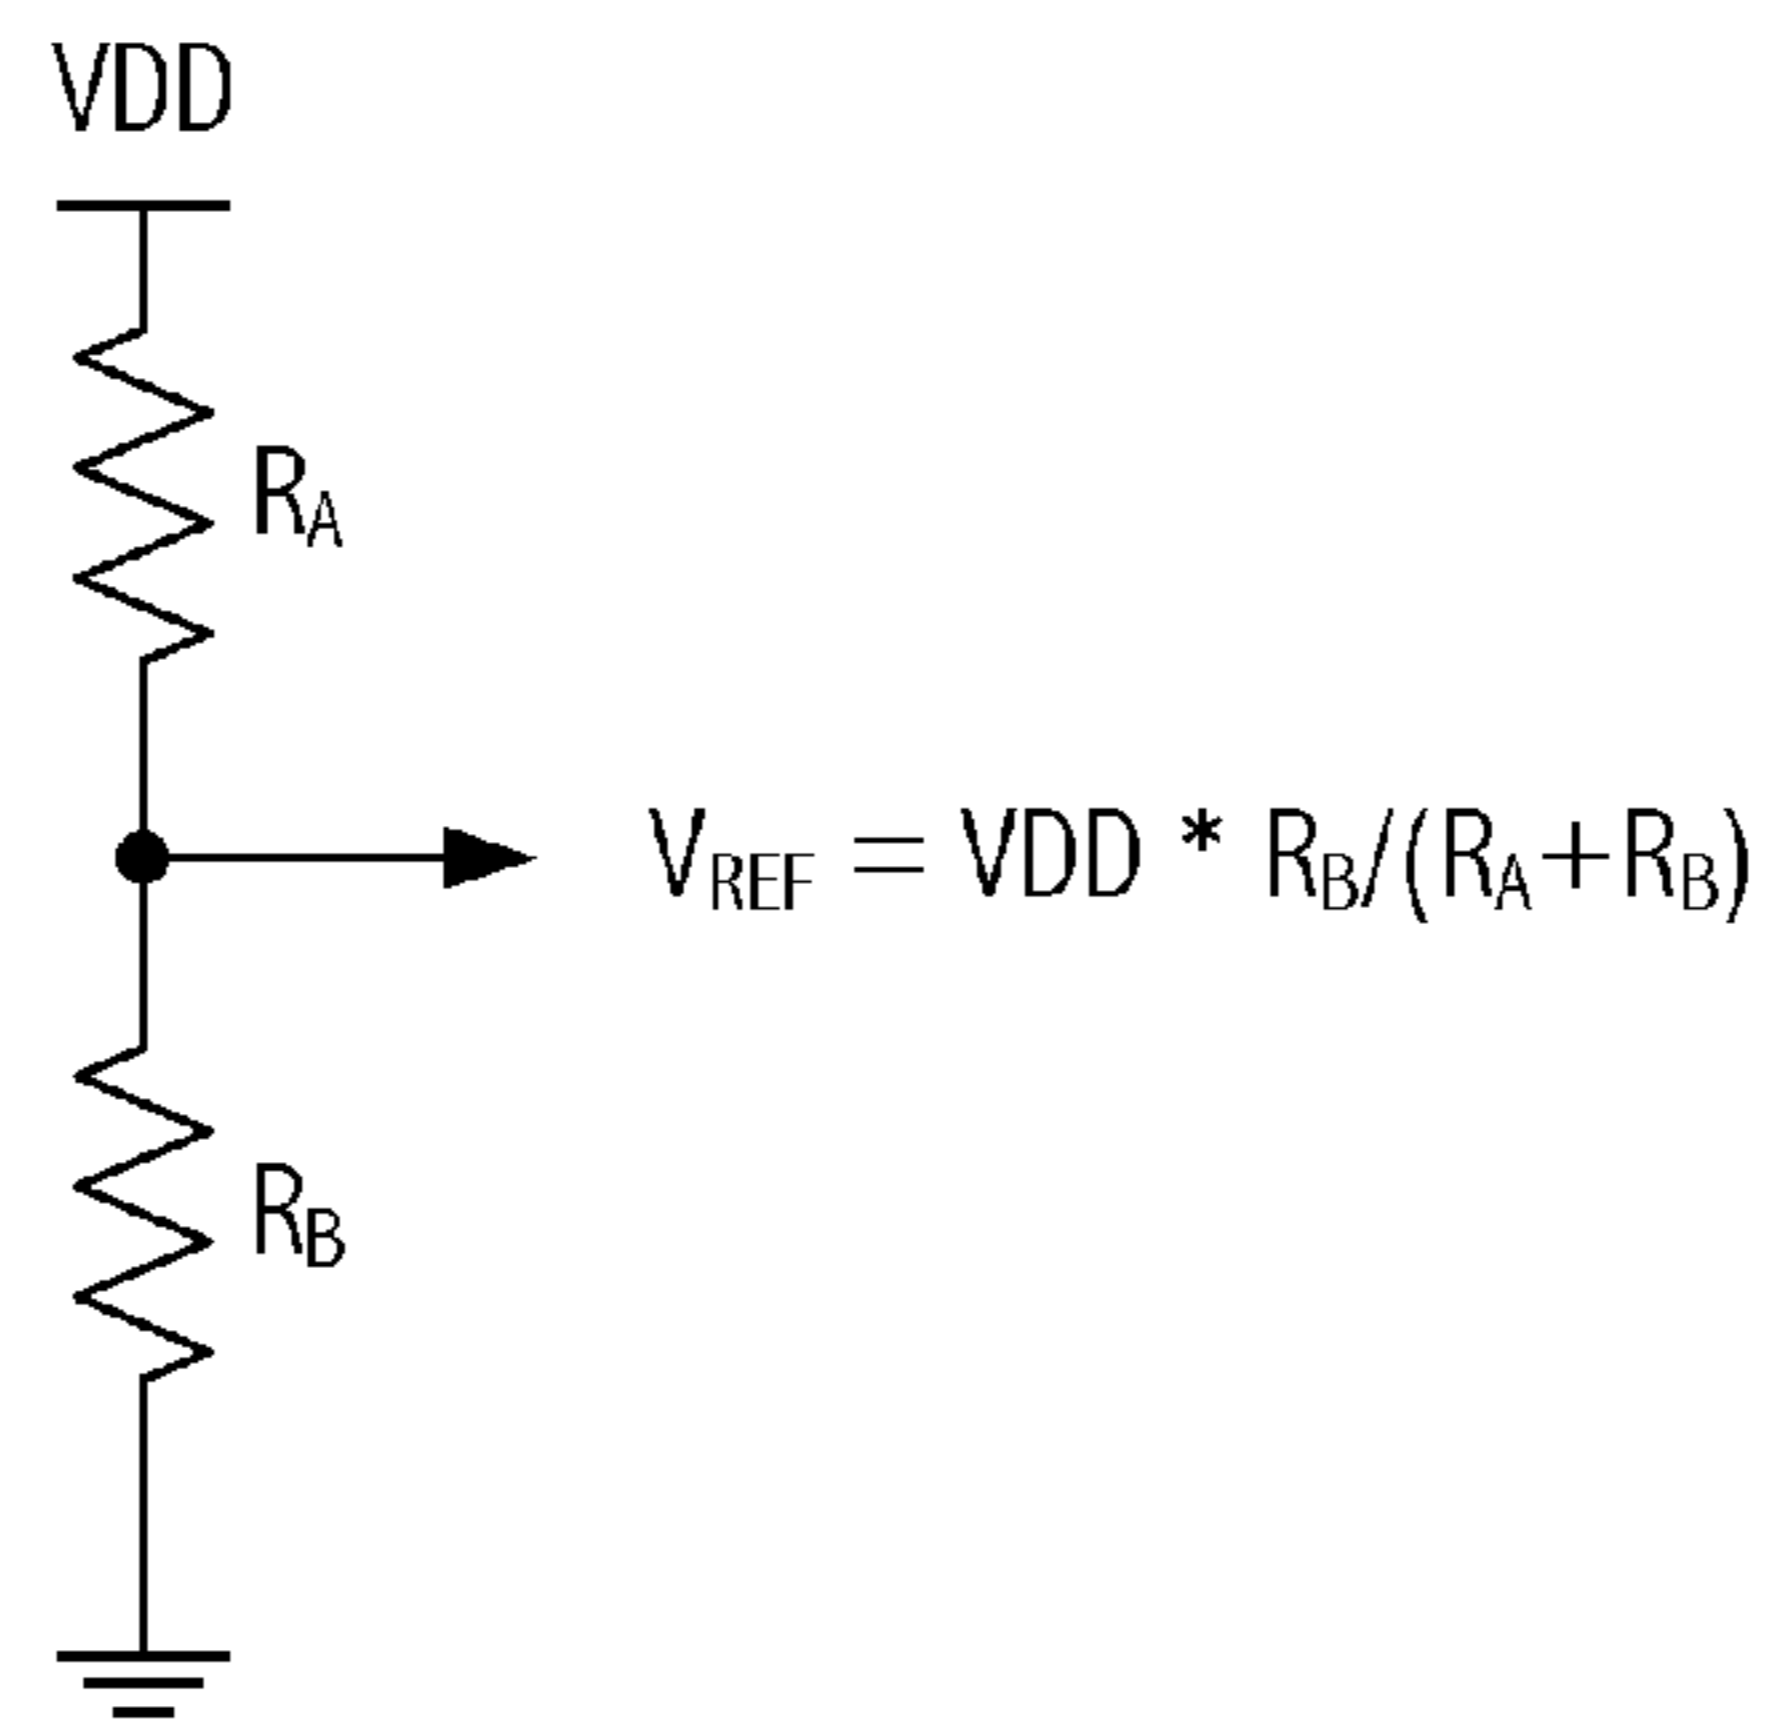 VDD
RA
VREF = VDD * RB/(RA+RB)
RB